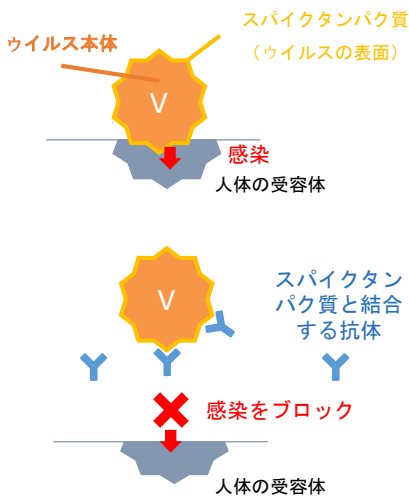 スパイクタンパク質
（ウイルスの表面）
ウイルス本体
V
感染
人体の受容体
V
スパイクタン
パク質と結合
する抗体
感染をブロック
人体の受容体